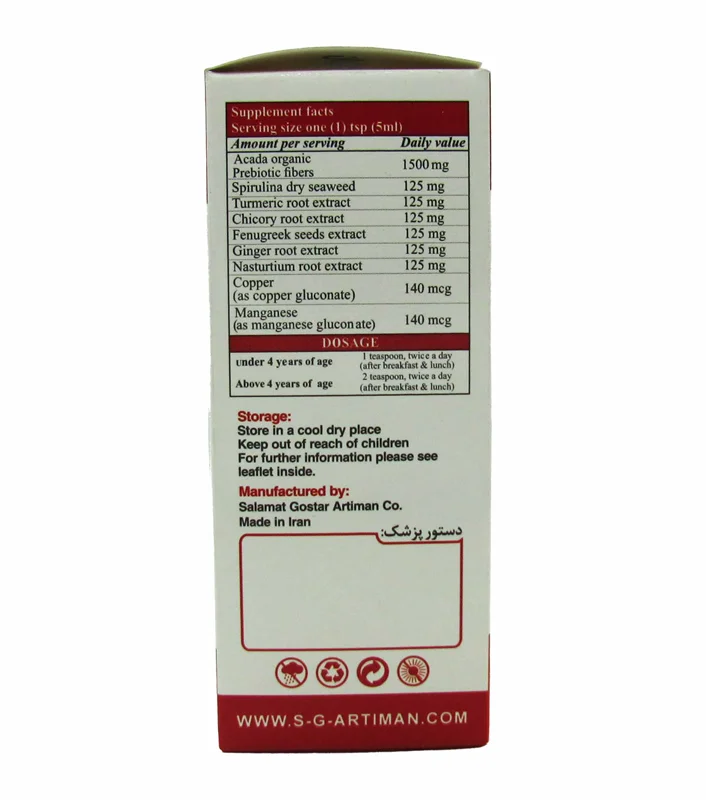 Supplement facts
Serving size one (1) tsp (5ml)
Amount per serving Daily value
Acada organic
Prebiotic fibers 1500 mg
Spirulina dry seaweed 125 mg
Turmeric root extract 125 mg
Chicory root extract 125 mg
Fenugreek seeds extract 125 mg
Ginger root extract 125 mg
Nasturtium root extract 125 mg
Copper
(as copper gluconate) 140 mcg
Manganese
(as manganese gluconate) 140 mcg
DOSAGE
under 4 years of age 1 teaspoon, twice a day
(after breakfast & lunch)
Above 4 years of age 2 teaspoon, twice a day
(after breakfast & lunch)
Storage:
Store in a cool dry place
Keep out of reach of children
For further information please see
leaflet inside.
Manufactured by:
Salamat Gostar Artiman Co.
Made in Iran
دستور پزشک:
WWW.S-G-ARTIMAN.COM